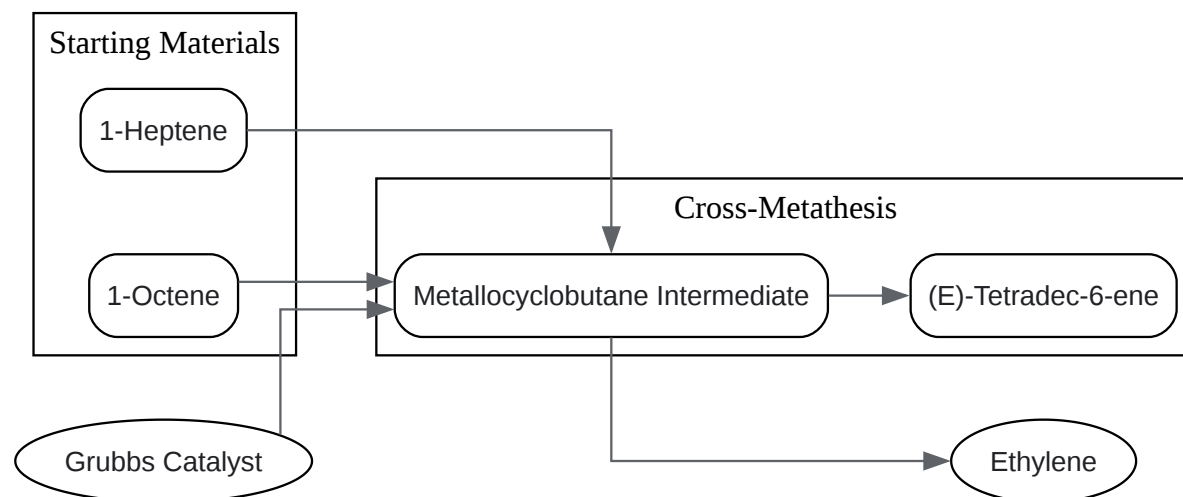 Starting Materials
1-Heptene
Cross-Metathesis
1-Octene
Metallocyclobutane Intermediate
(E)-Tetradec-6-ene
Grubbs Catalyst
Ethylene